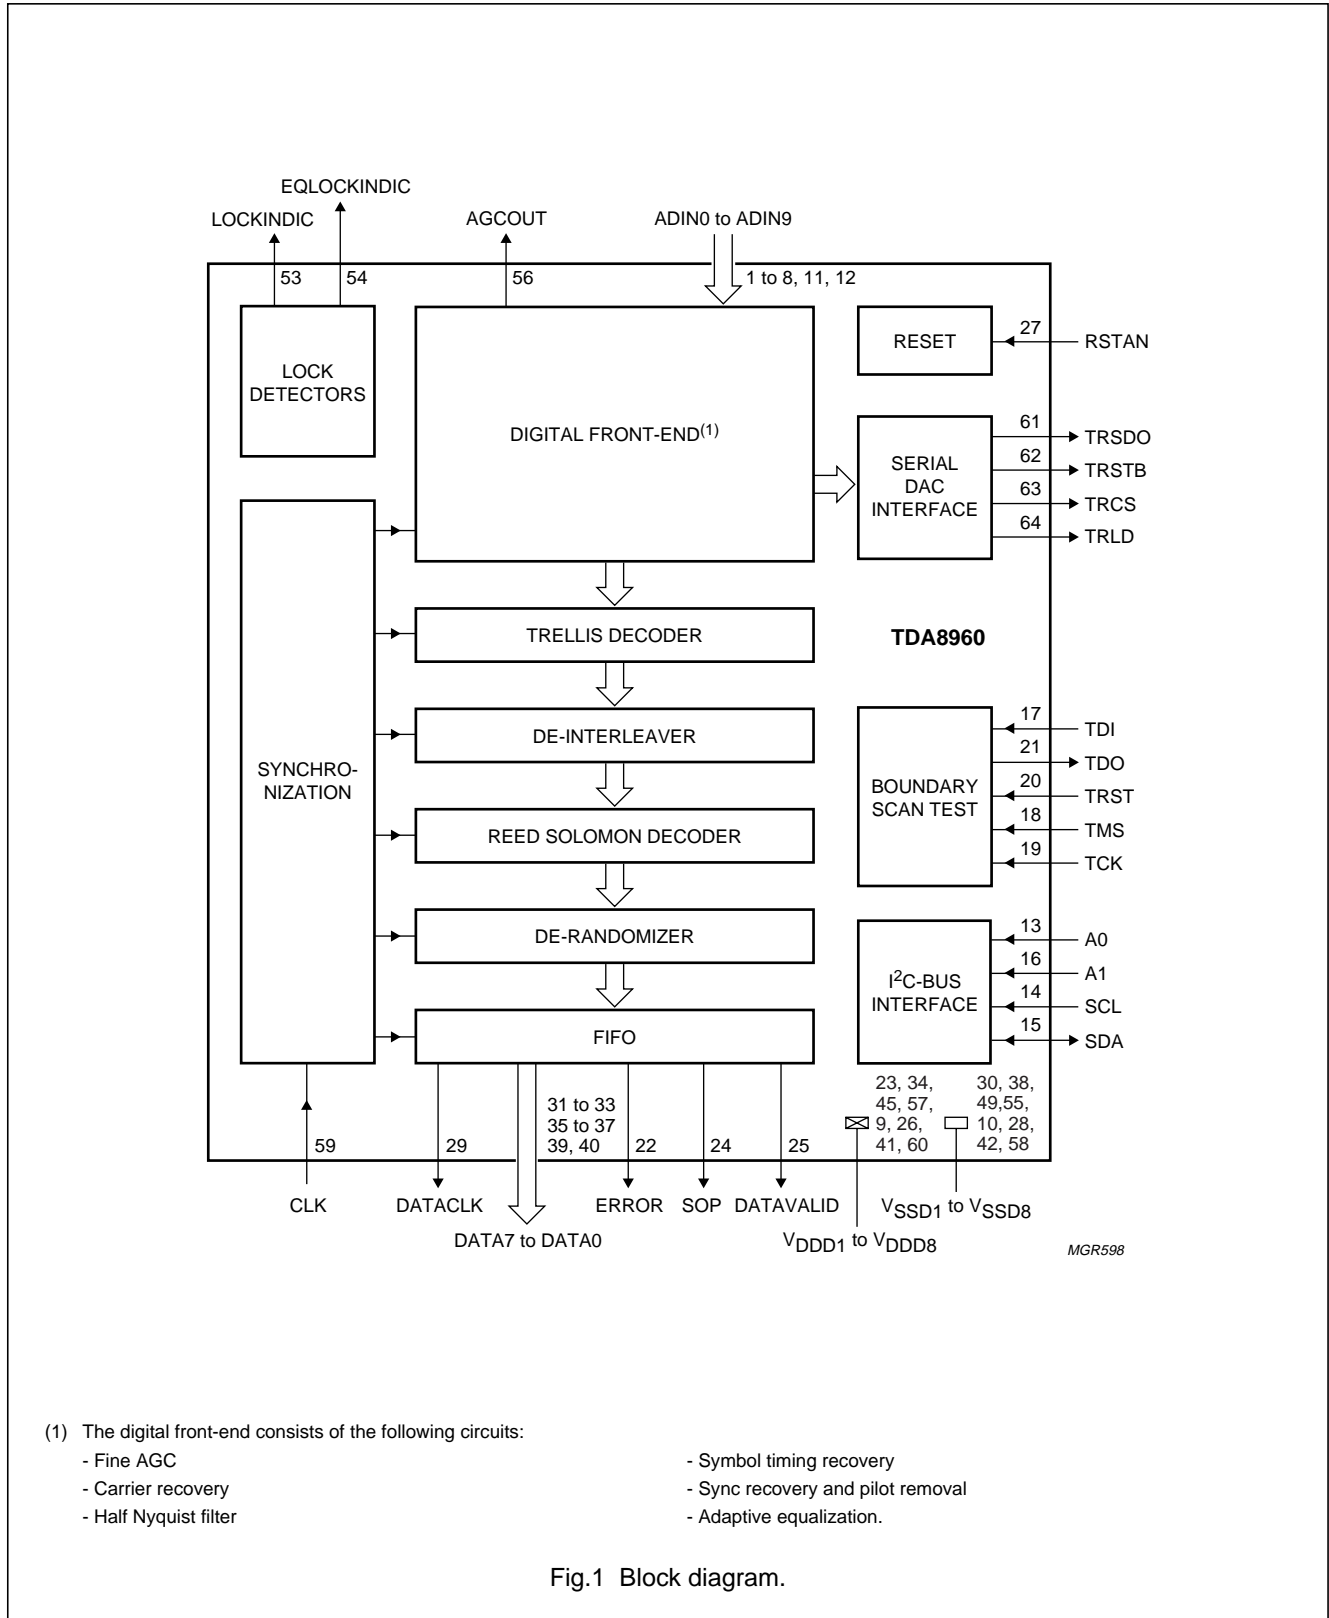 EQLOCKINDIC
LOCKINDIC
AGCOUT
ADIN0 to ADIN9
53
54
56
1 to 8, 11, 12
LOCK
DETECTORS
DIGITAL FRONT-END(1)
RESET
27
RSTAN
SERIAL
DAC
INTERFACE
61
TRSDO
62
TRSTB
63
TRCS
64
TRLD
SYNCHRO-
NIZATION
TRELLIS DECODER
TDA8960
DE-INTERLEAVER
REED SOLOMON DECODER
DE-RANDOMIZER
FIFO
BOUNDARY
SCAN TEST
17
TDI
21
TDO
20
TRST
18
TMS
19
TCK
I2C-BUS
INTERFACE
13
A0
16
A1
14
SCL
15
SDA
59
29
31 to 33
35 to 37
39, 40
22
24
25
23, 34,
45, 57,
9, 26,
41, 60
30, 38,
49,55,
10, 28,
42, 58
CLK
DATACLK
DATA7 to DATA0
ERROR
SOP
DATAVALID
VDDD1 to VDDD8
VSSD1 to VSSD8
MGR598
(1) The digital front-end consists of the following circuits:
- Fine AGC
- Carrier recovery
- Half Nyquist filter
- Symbol timing recovery
- Sync recovery and pilot removal
- Adaptive equalization.
Fig.1 Block diagram.